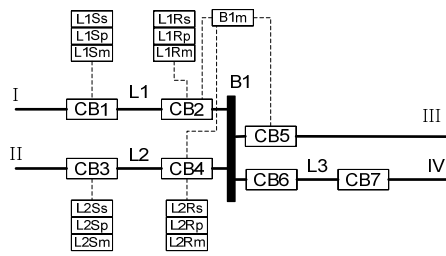 L1Ss
L1Sp
L1Sm
L1Rs
L1Rp
L1Rm
B1m
I
L1
B1
CB1
CB2
III
CB5
II
L2
L3
IV
CB3
CB4
CB6
CB7
L2Ss
L2Sp
L2Sm
L2Rs
L2Rp
L2Rm